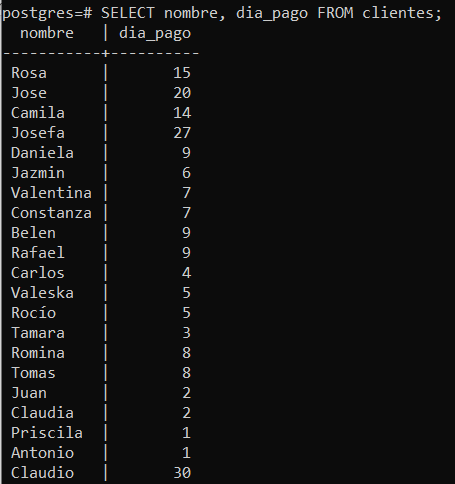 postgres=# SELECT nombre, dia_pago FROM clientes;
  nombre   | dia_pago
-----------+----------
 Rosa      |       15
 Jose      |       20
 Camila    |       14
 Josefa    |       27
 Daniela   |        9
 Jazmin    |        6
 Valentina |        7
 Constanza |        7
 Belen     |        9
 Rafael    |        9
 Carlos    |        4
 Valeska   |        5
 Rocío     |        5
 Tamara    |        3
 Romina    |        8
 Tomas     |        8
 Juan      |        2
 Claudia   |        2
 Priscila  |        1
 Antonio   |        1
 Claudio   |       30